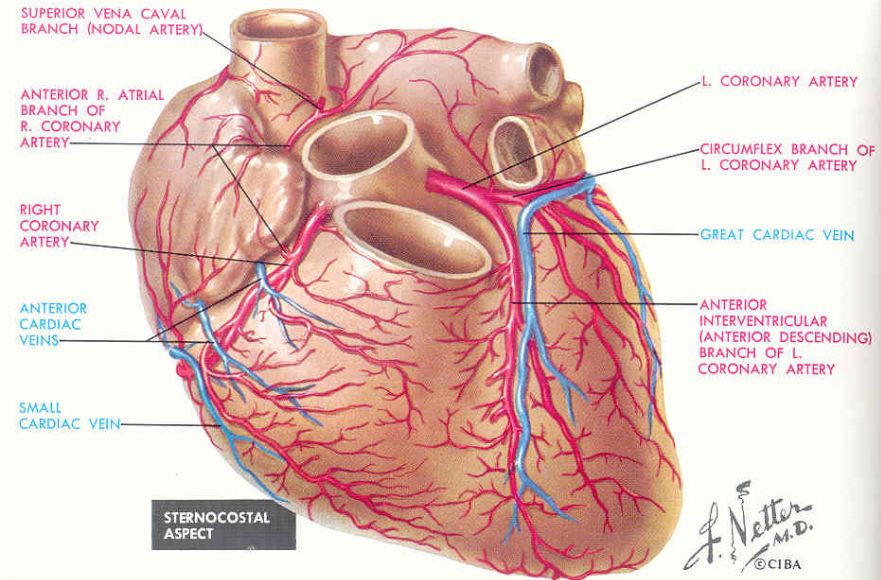 SUPERIOR VENA CAVAL
BRANCH (NODAL ARTERY)
ANTERIOR R. ATRIAL
BRANCH OF
R. CORONARY
ARTERY
RIGHT
CORONARY
ARTERY
ANTERIOR
CARDIAC
VEINS
SMALL
CARDIAC VEIN
STERNOCOSTAL
ASPECT
L. CORONARY ARTERY
CIRCUMFLEX BRANCH OF
L. CORONARY ARTERY
GREAT CARDIAC VEIN
ANTERIOR
INTERVENTRICULAR
(ANTERIOR DESCENDING)
BRANCH OF L.
CORONARY ARTERY
F. Netter
M.D.
©CIBA